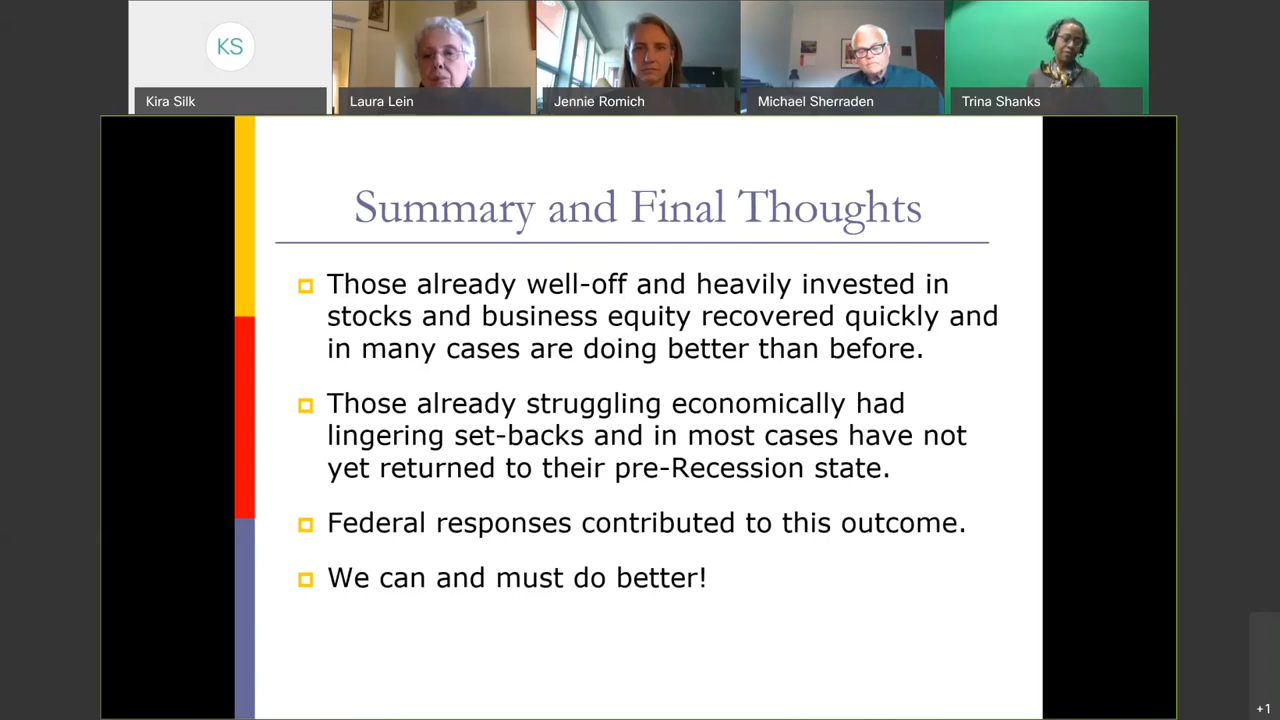 KS
Kira Silk
Laura Lein
Jennie Romich
Michael Sherraden
Trina Shanks
Summary and Final Thoughts
Those already well-off and heavily invested in
stocks and business equity recovered quickly and
in many cases are doing better than before.
Those already struggling economically had
lingering set-backs and in most cases have not
yet returned to their pre-Recession state.
Federal responses contributed to this outcome.
We can and must do better!
+1